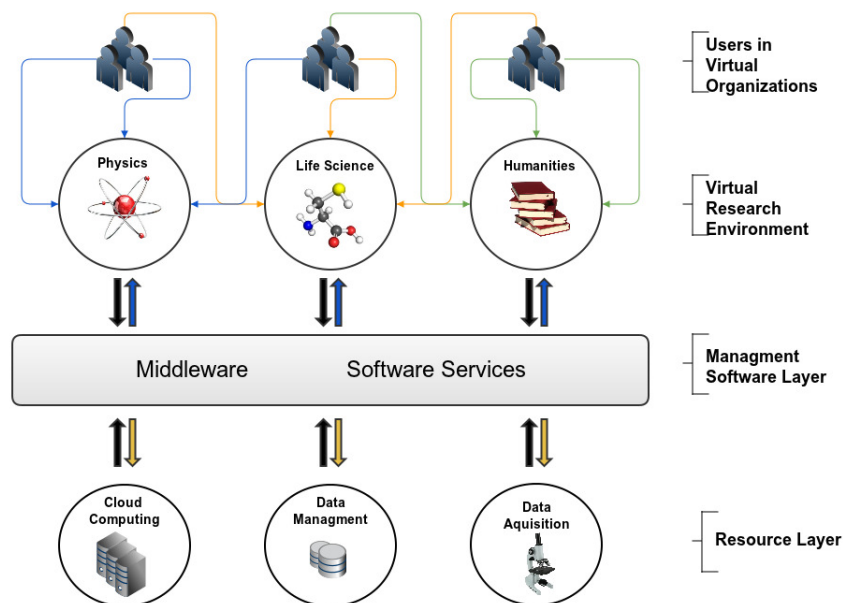 Users in
Virtual
Organizations
Physics
Life Science
Humanities
Virtual
Research
Environment
Middleware
Software Services
Managment
Software Layer
Cloud
Computing
Data
Managment
Data
Aquisition
Resource Layer